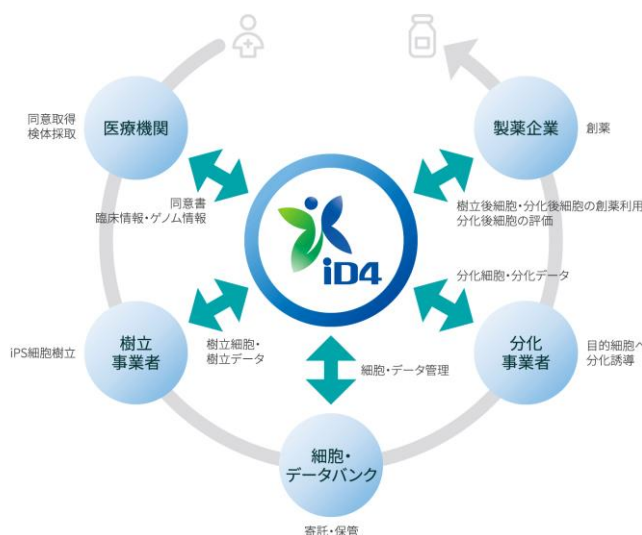 同意取得
検体採取
医療機関
製薬企業
創薬
同意書
臨床情報・ゲノム情報
樹立後細胞・分化後細胞の創薬利用
分化後細胞の評価
iD4
分化細胞・分化データ
iPS細胞樹立
樹立
事業者
樹立細胞・
樹立データ
細胞・データ管理
分化
事業者
目的細胞へ
分化誘導
細胞・
データバンク
寄託・保管